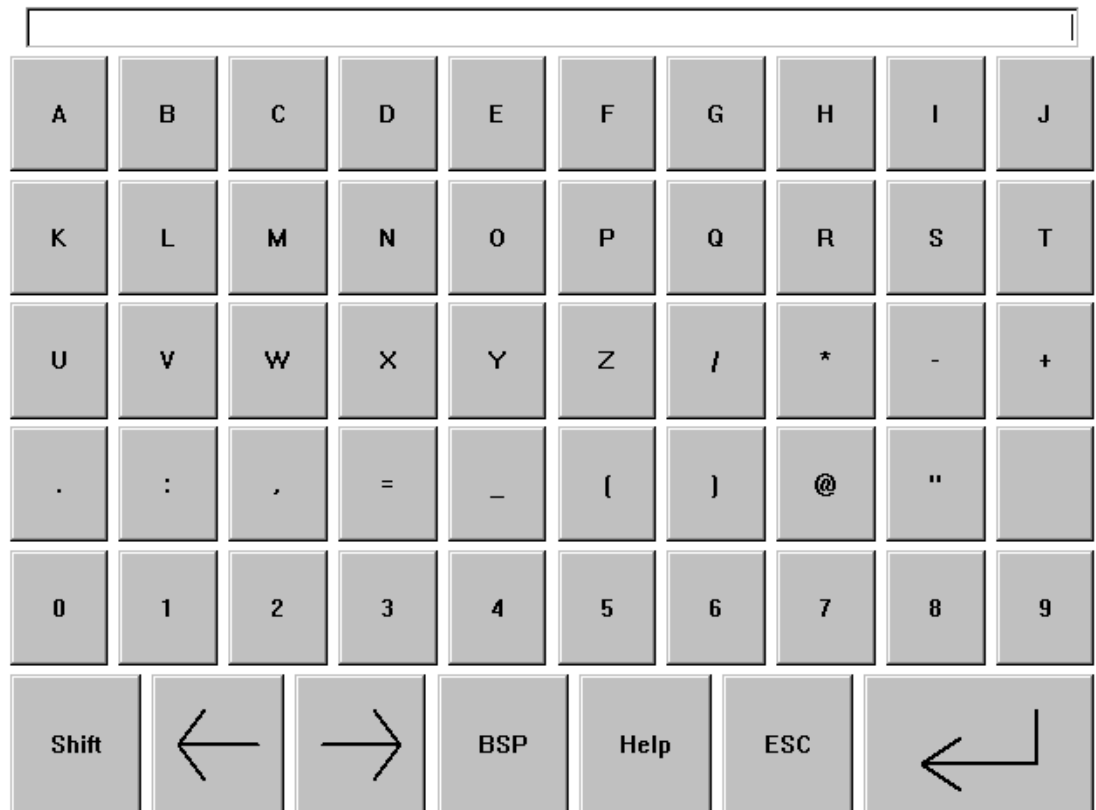 A B C D E F G H I J
K L M N O P Q R S T
U V W X Y Z / * - +
. : , = _ ( ) @ "
0 1 2 3 4 5 6 7 8 9
Shift BSP Help ESC